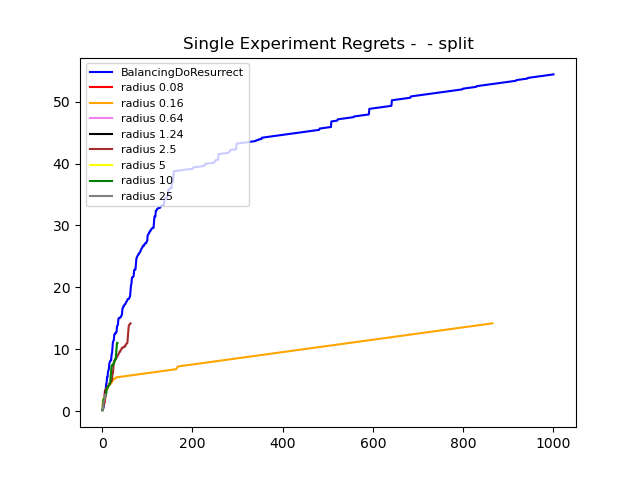 Single Experiment Regrets -  - split
BalancingDoResurrect
radius 0.08
radius 0.16
radius 0.64
radius 1.24
radius 2.5
radius 5
radius 10
radius 25
50
40
30
20
10
0
0 200 400 600 800 1000